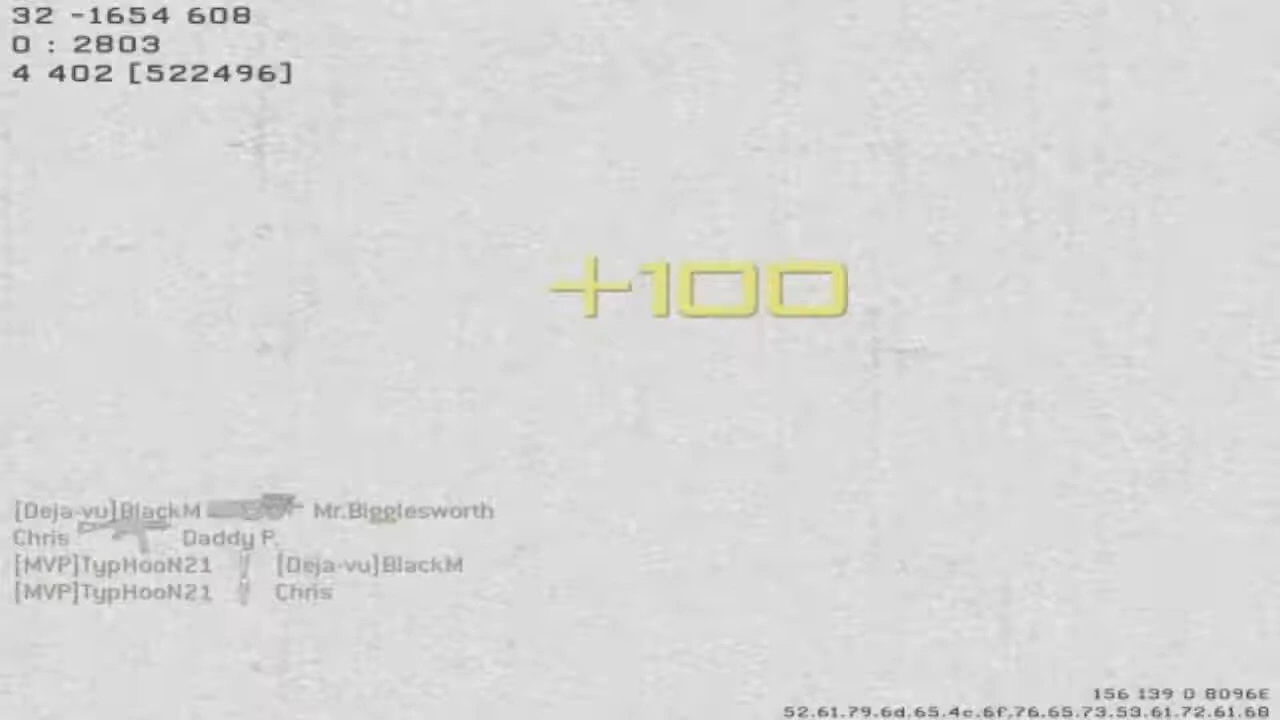 32 -1654 608
0 : 2803
4 402 [522496]
+100
[Deja-vu]BlackM Mr.Bigglesworth
Chris Daddy P.
[MVP]TypHooN21 [Deja-vu]BlackM
[MVP]TypHooN21 Chris
156 139 0 8096E
52.61.79.6d.65.4c.6f.76.65.73.53.61.72.61.68